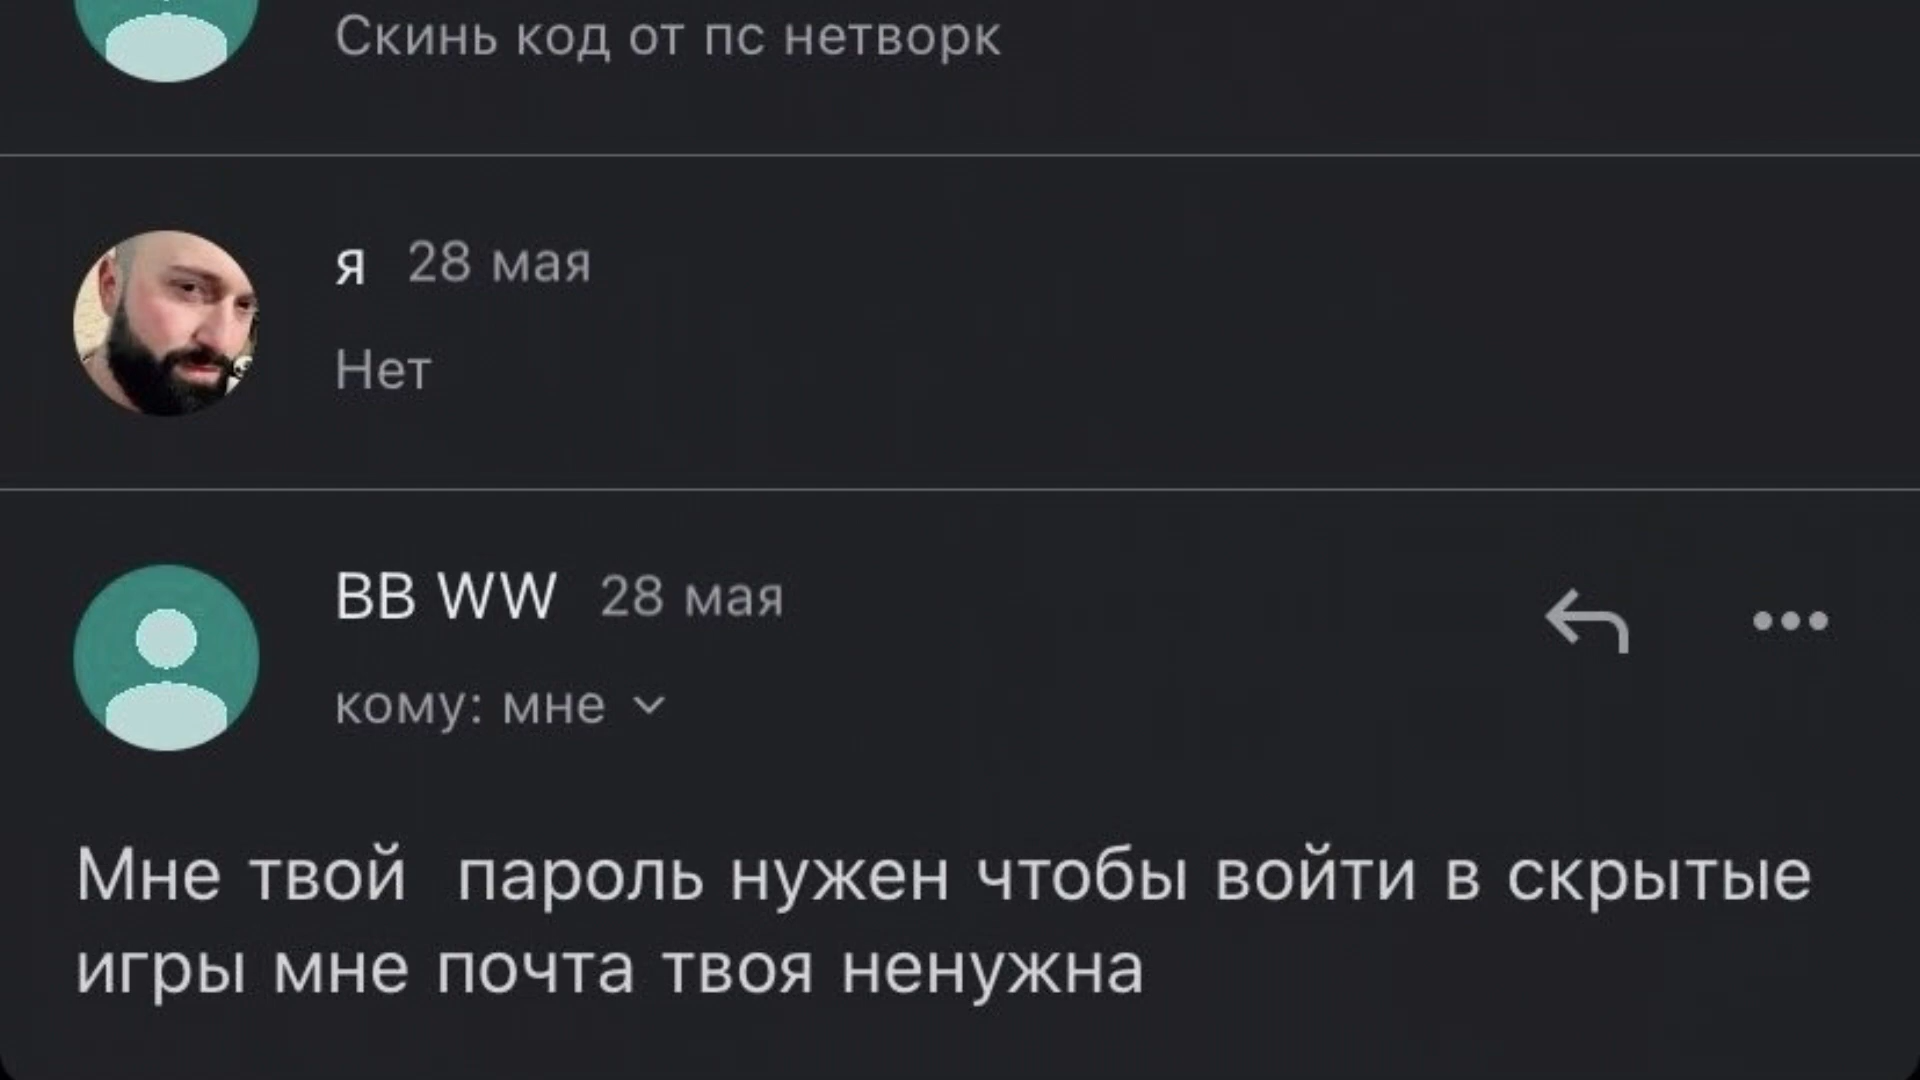 Скинь код от пс нетворк
я 28 мая
Нет
BB WW 28 мая
кому: мне
Мне твой пароль нужен чтобы войти в скрытые
игры мне почта твоя ненужна